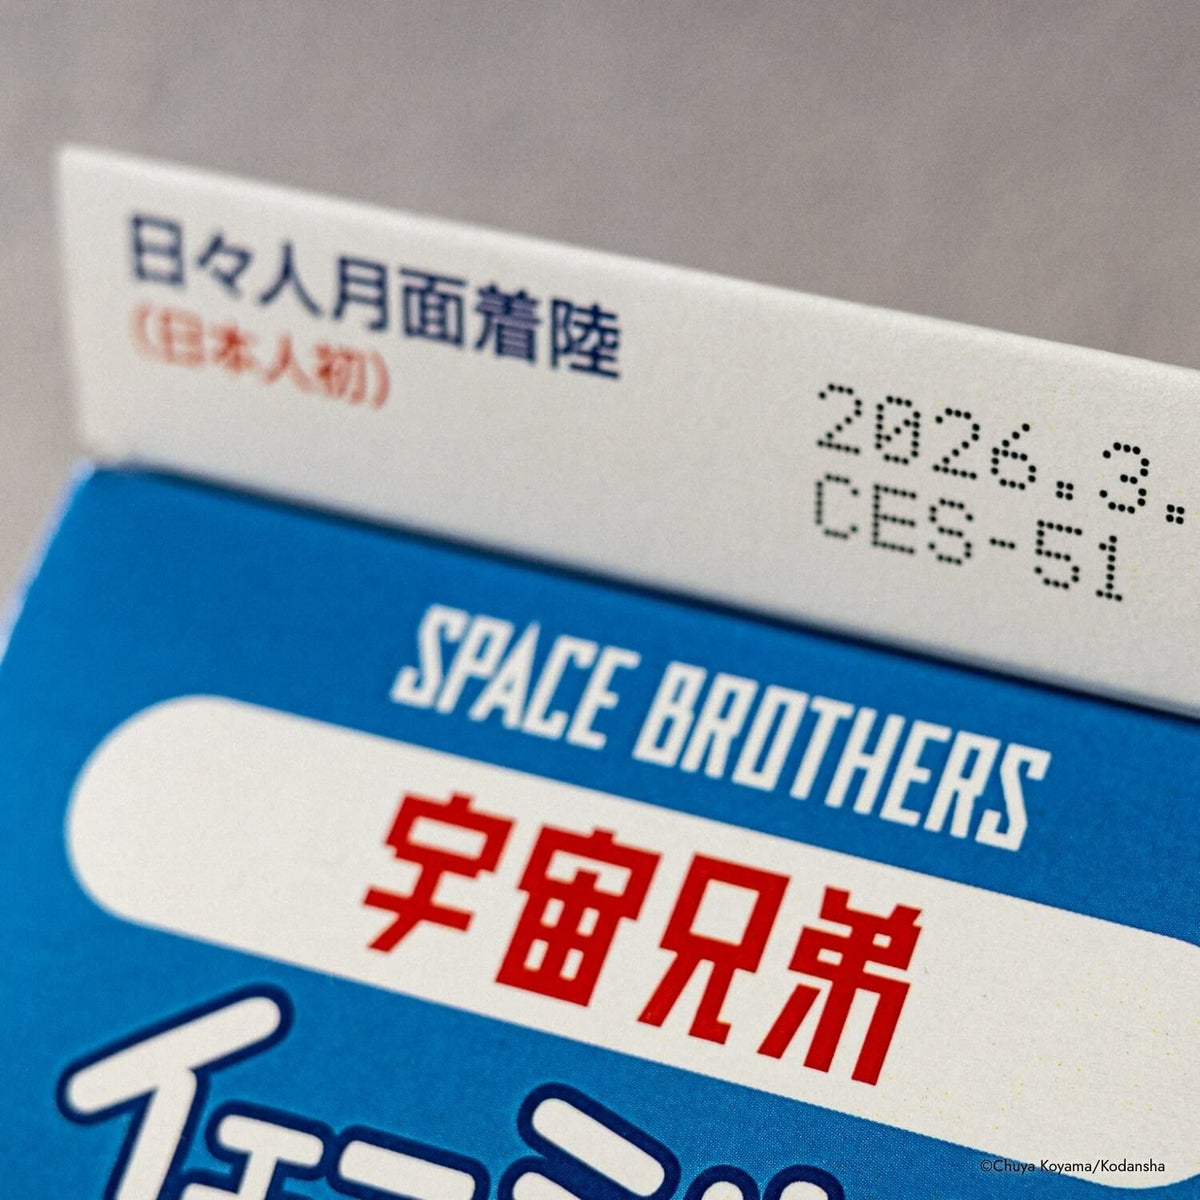 日々人月面着陸
(日本人初)
2026.3.
CES-51
SPACE BROTHERS
宇宙兄弟
©Chuya Koyama/Kodansha